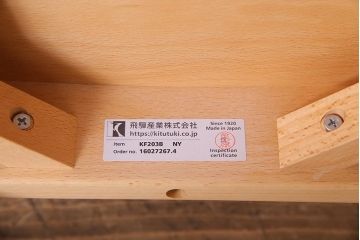 飛騨産業株式会社
https://kitutuki.co.jp
Since 1920
Made in Japan
Item KF203B NY
Order no. 16027267.4
Inspection
certificate